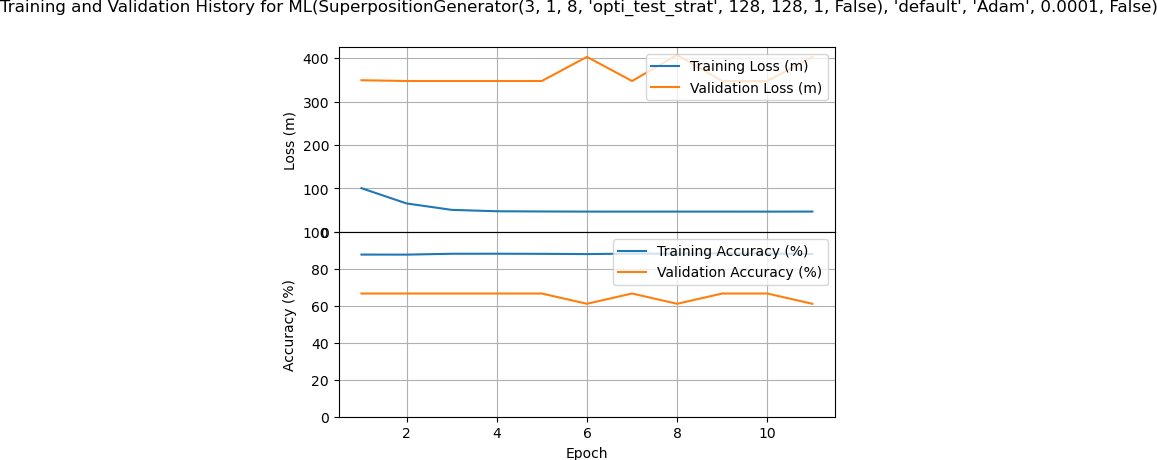 Training and Validation History for ML(SuperpositionGenerator(3, 1, 8, 'opti_test_strat', 128, 128, 1, False), 'default', 'Adam', 0.0001, False)
400
300
200
100
0
Loss (m)
Training Loss (m)
Validation Loss (m)
100
80
60
40
20
0
Accuracy (%)
Training Accuracy (%)
Validation Accuracy (%)
2 4 6 8 10
Epoch